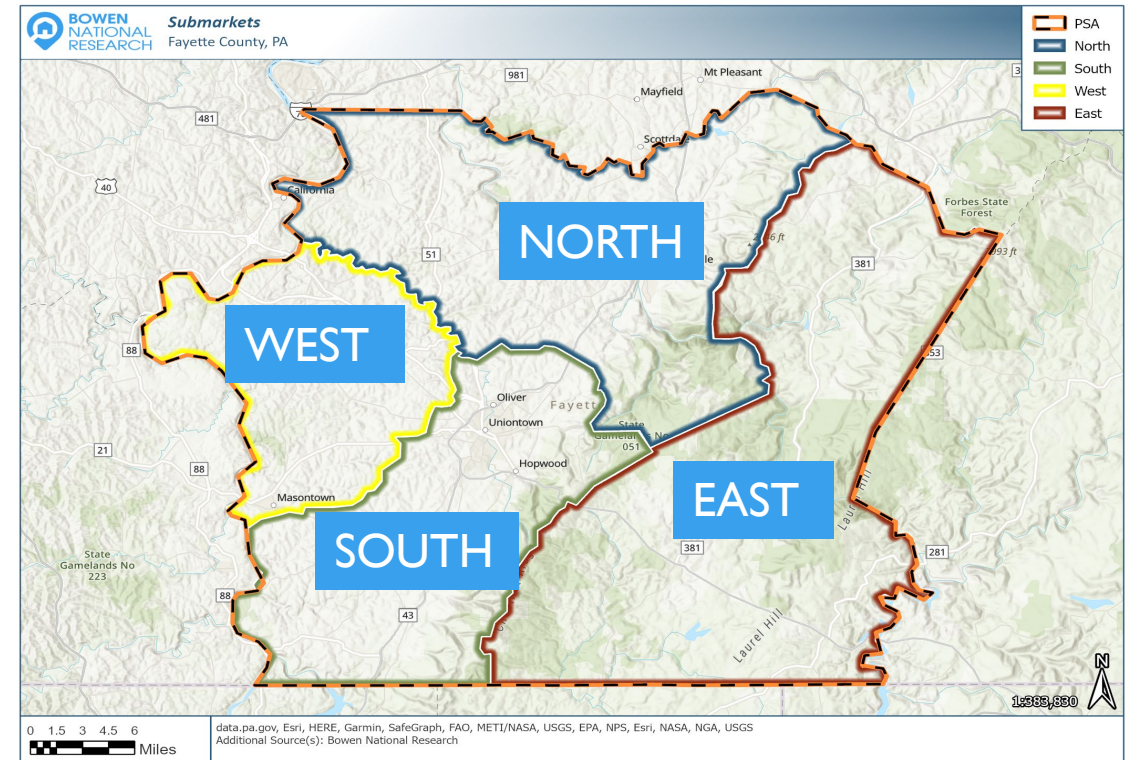 BOWEN
NATIONAL
RESEARCH
Submarkets
Fayette County, PA
PSA
North
South
West
East
Mt Pleasant
981
Mayfield
481
Scottda
40
California
Forbes State
Forest
NORTH
51
381
WEST
88
Oliver
Fayett
Uniontown
State
Gamelands No
051
21
88
Hopwood
Masontown
EAST
Laurel Hill
SOUTH
381
281
State
Gamelands No
223
88
43
Laurel Hill
N
1:383,830
0 1.5 3 4.5 6
Miles
data.pa.gov, Esri, HERE, Garmin, SafeGraph, FAO, METI/NASA, USGS, EPA, NPS, Esri, NASA, NGA, USGS
Additional Source(s): Bowen National Research